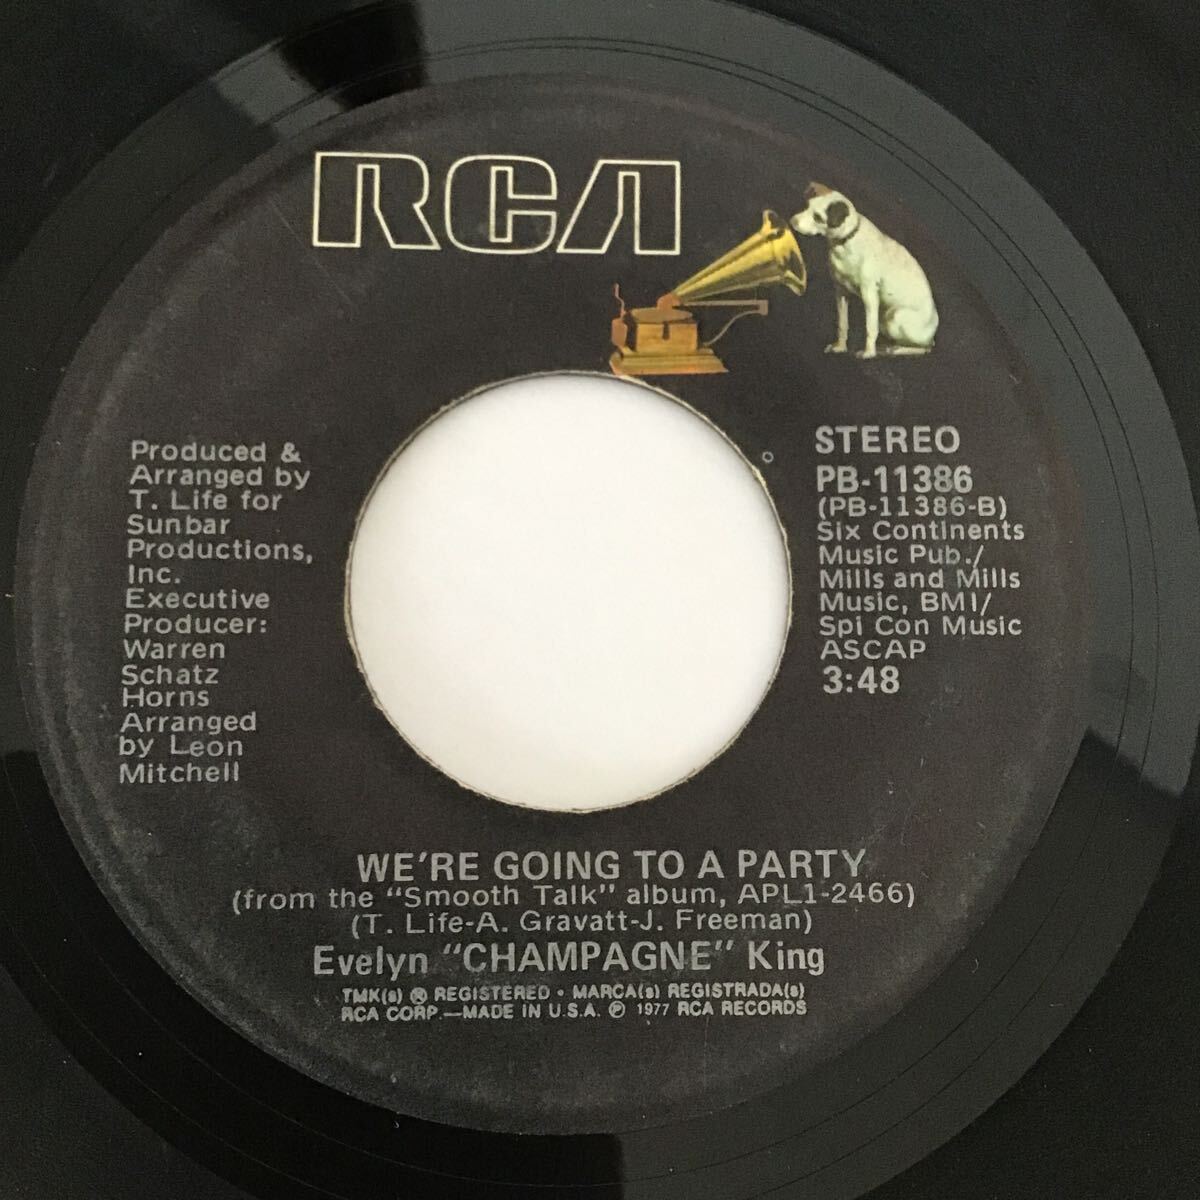 RCA
Produced &
Arranged by
T. Life for
Sunbar
Productions,
Inc.
Executive
Producer:
Warren
Schatz
Horns
Arranged
by Leon
Mitchell
STEREO
PB-11386
(PB-11386-B)
Six Continents
Music Pub./
Mills and Mills
Music, BMI/
Spi Con Music
ASCAP
3:48
WE'RE GOING TO A PARTY
(from the "Smooth Talk" album, APL1-2466)
(T. Life-A. Gravatt-J. Freeman)
Evelyn "CHAMPAGNE" King
TMK(s) ® REGISTERED • MARCA(s) REGISTRADA(s)
RCA CORP.—MADE IN U.S.A. ℗ 1977 RCA RECORDS